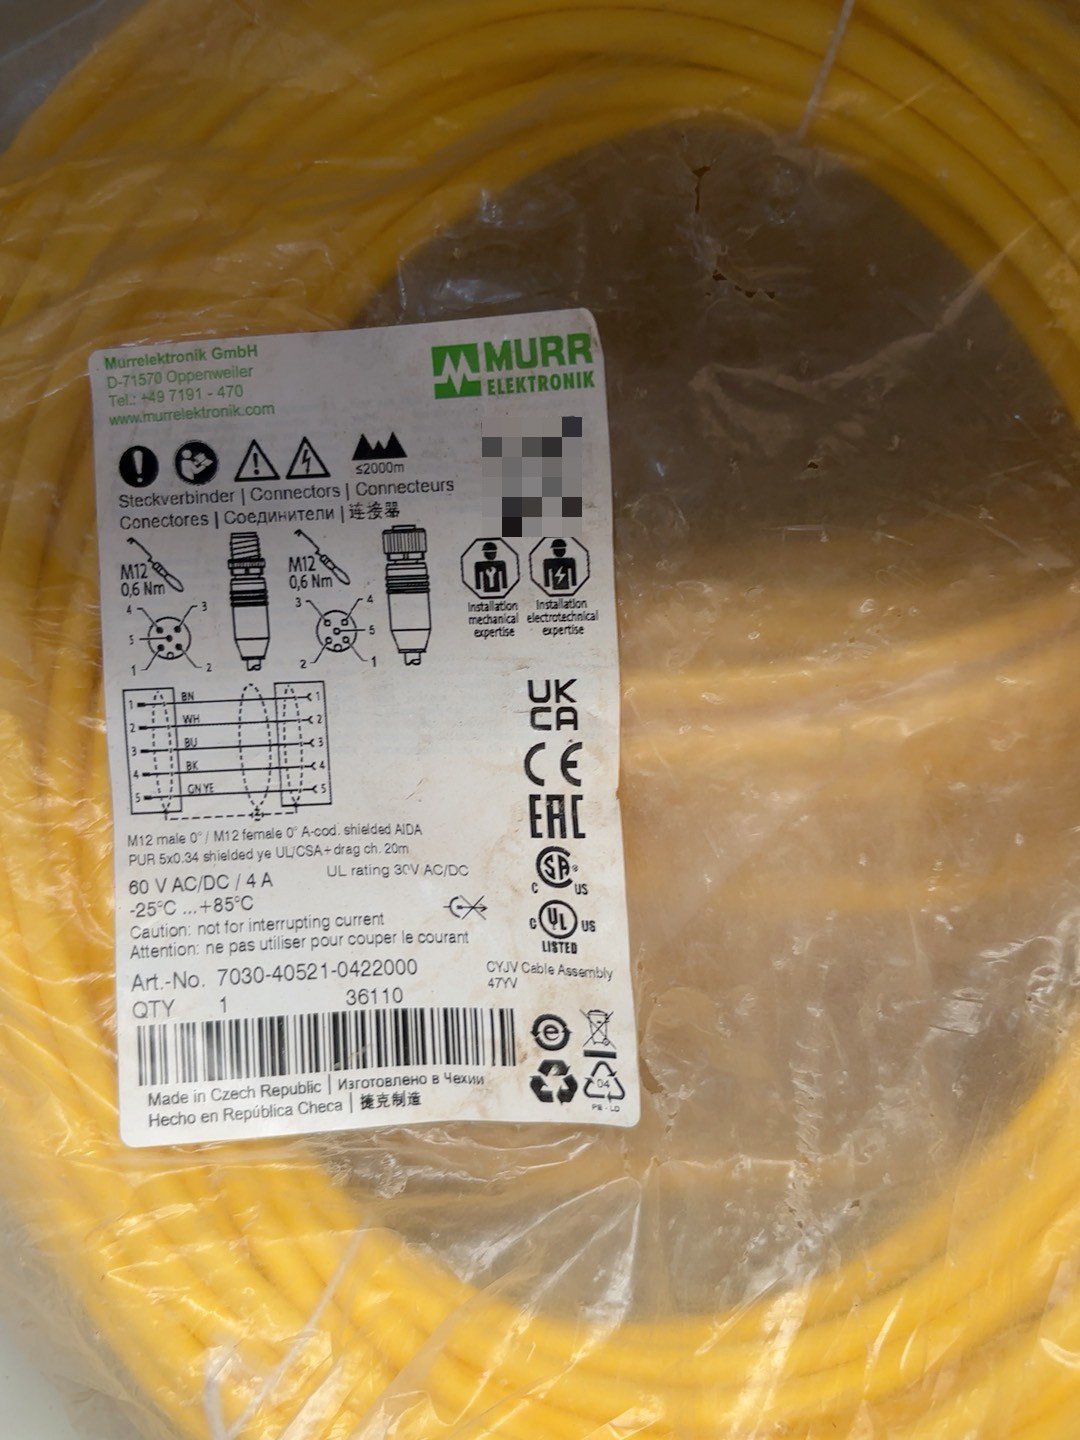 Murrelektronik GmbH
D-71570 Oppenweiler
Tel.: +49 7191 - 470
www.murrelektronik.com
MURR
ELEKTRONIK
≤2000m
Steckverbinder | Connectors | Connecteurs
Conectores | Соединители | 连接器
M12
0,6 Nm
M12
0,6 Nm
4 3
5
1 2
3 4
5
2 1
Installation
mechanical
expertise
Installation
electrotechnical
expertise
1 BN 1
2 WH 2
3 BU 3
4 BK 4
5 GNYE 5
UK
CA
CE
EAC
M12 male 0° / M12 female 0° A-cod. shielded AIDA
PUR 5x0.34 shielded ye UL/CSA+drag ch. 20m
60 V AC/DC / 4 A UL rating 30V AC/DC
-25°C ...+85°C
Caution: not for interrupting current
Attention: ne pas utiliser pour couper le courant
C SA ® US
C UL US
LISTED
CYJV Cable Assembly
47YV
Art.-No. 7030-40521-0422000
QTY 1 36110
Made in Czech Republic | Изготовлено в Чехии
Hecho en República Checa | 捷克制造
e
04
PE - LD